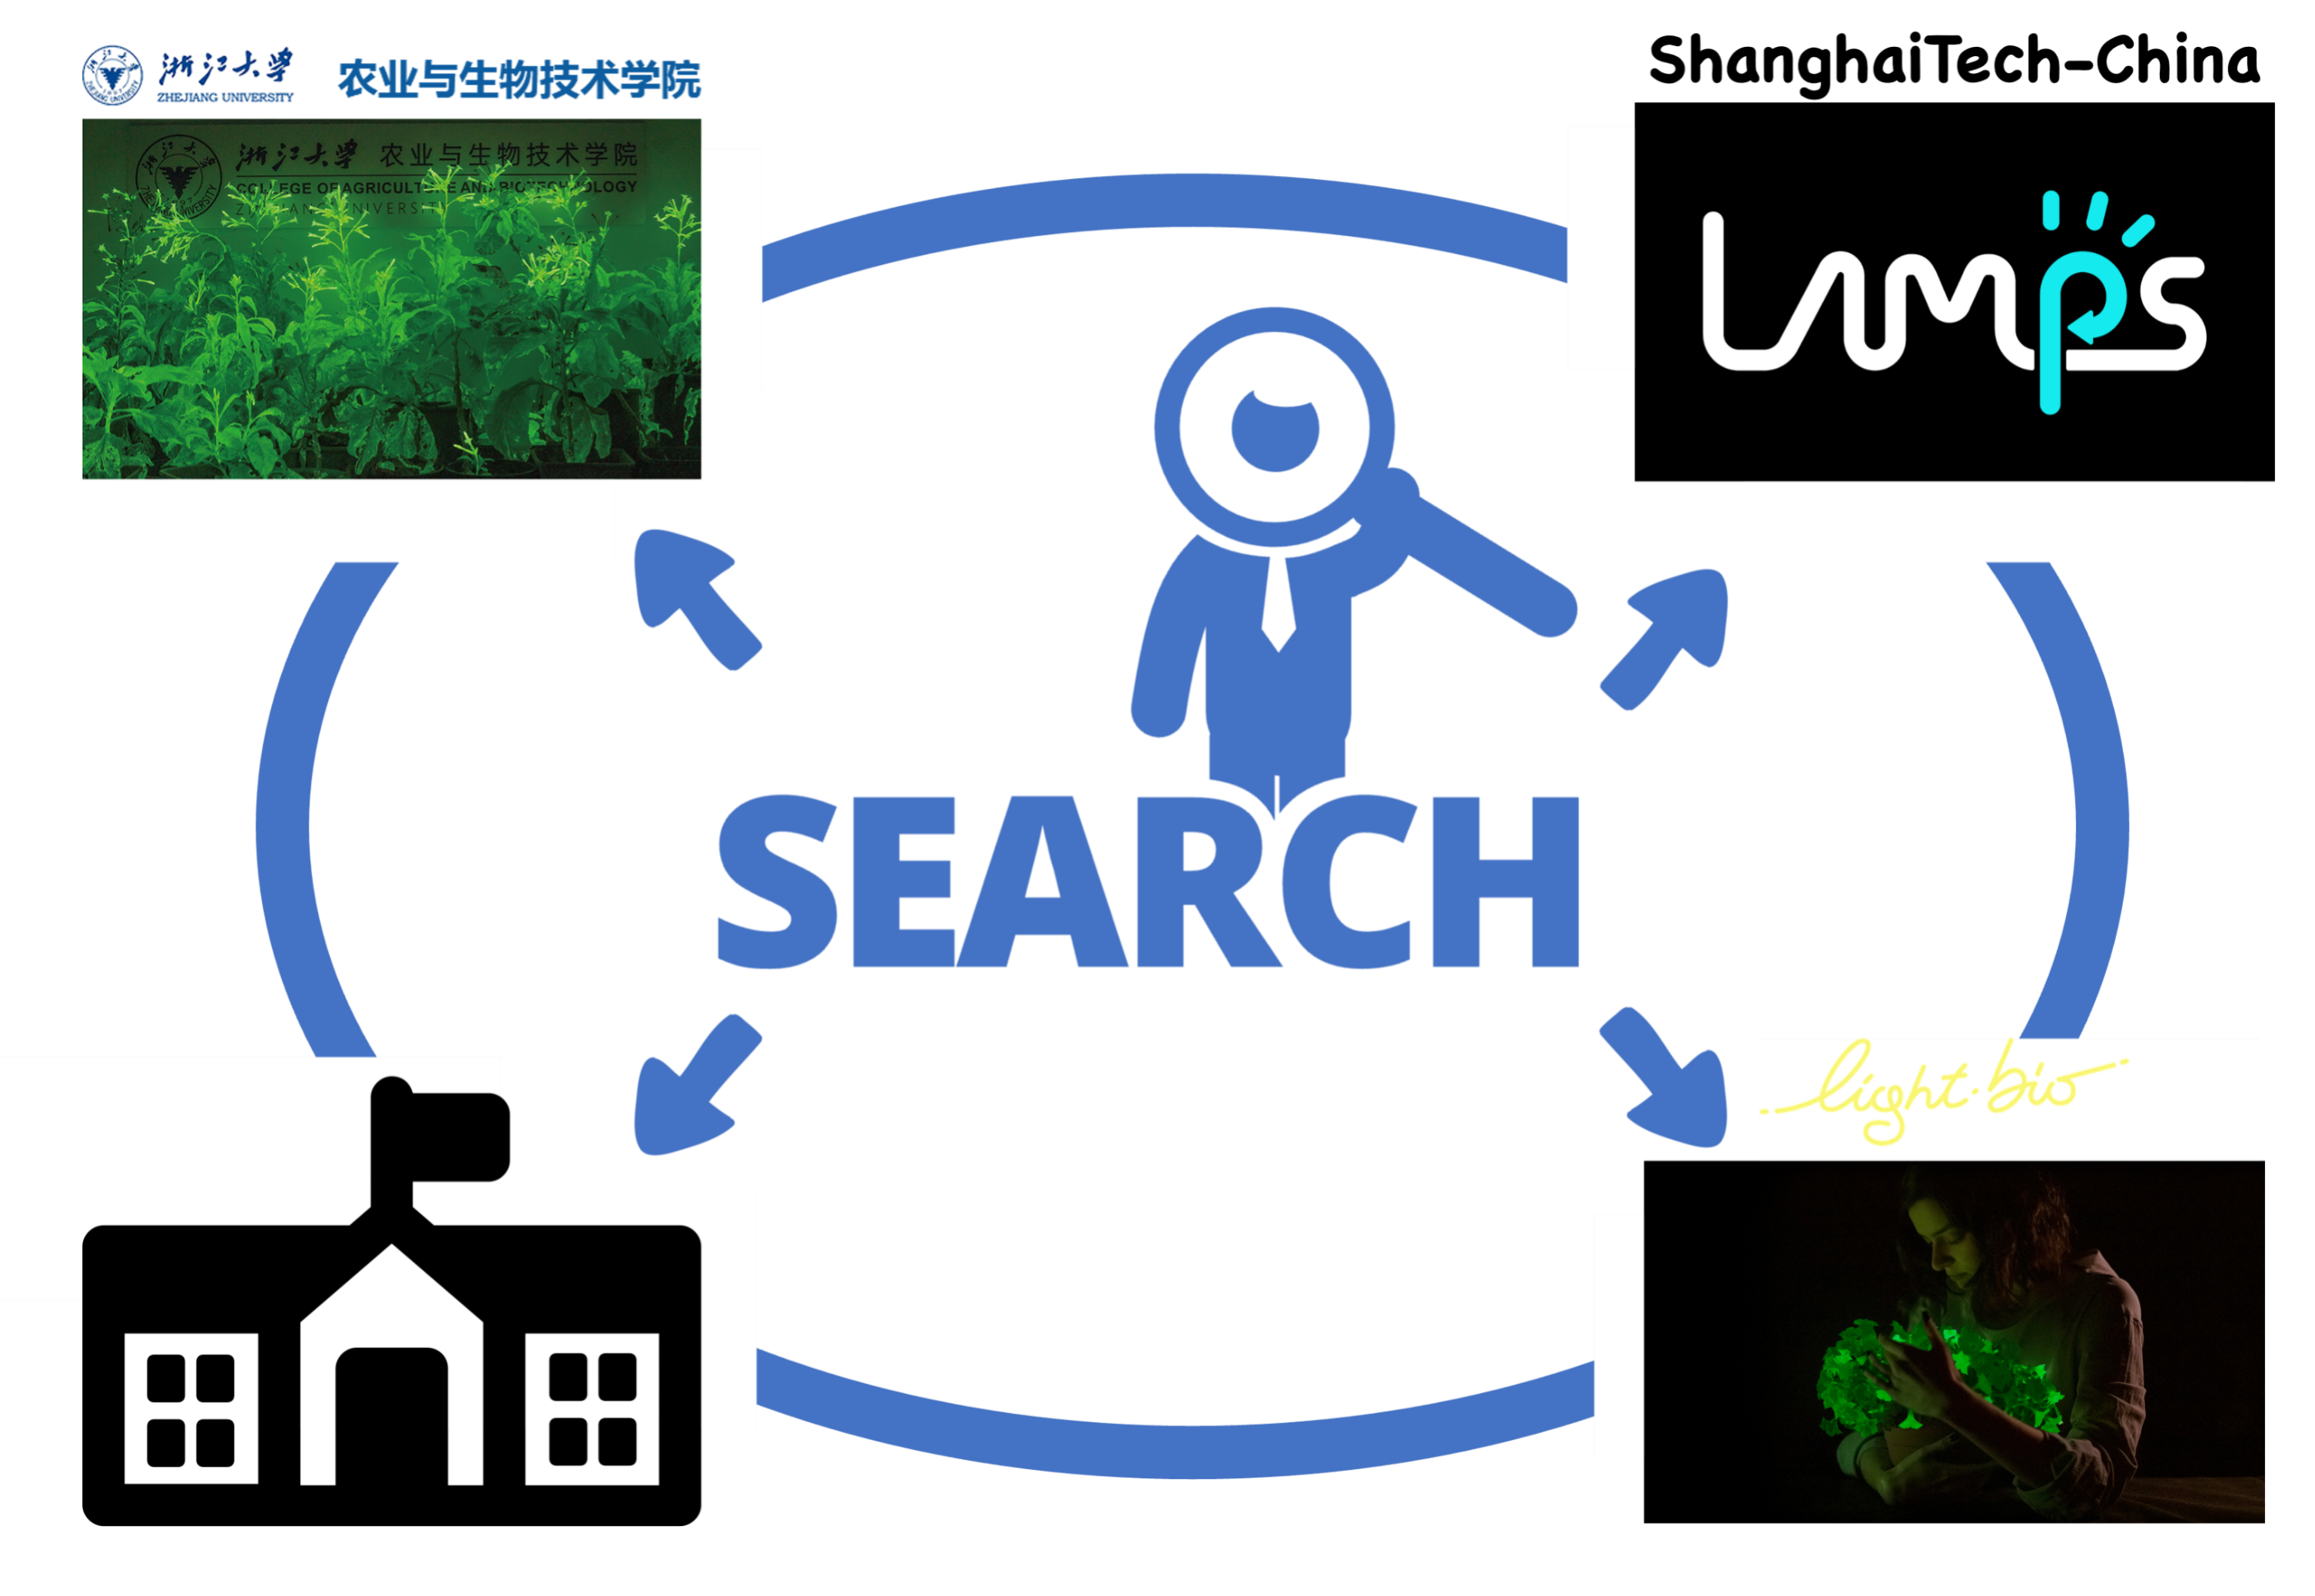 浙江大学
ZHEJIANG UNIVERSITY
农业与生物技术学院
浙江大学 农业与生物技术学院
COLLEGE OF AGRICULTURE AND BIOTECHNOLOGY
ZHEJIANG UNIVERSITY
ShanghaiTech-China
Lamps
SEARCH
light.bio